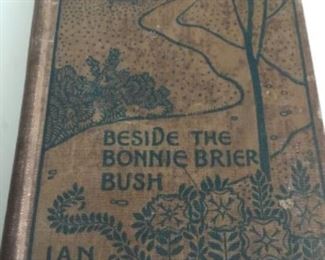 BESIDE THE
BONNIE BRIER
BUSH
IAN